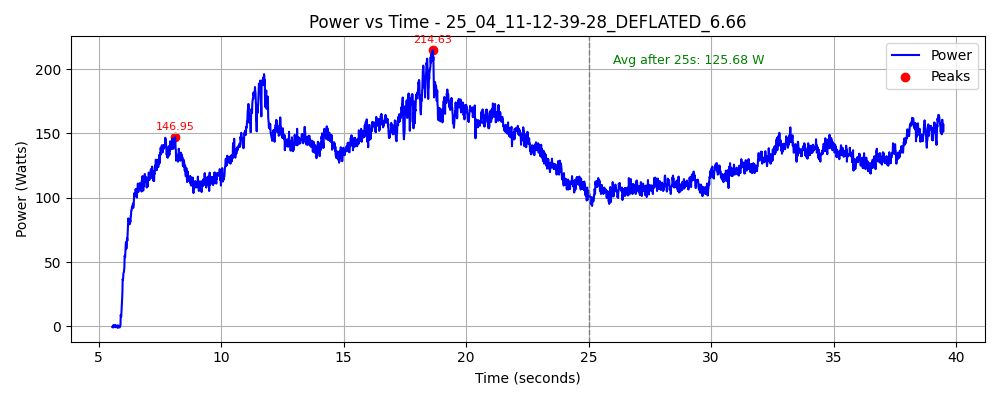 Power vs Time - 25_04_11-12-39-28_DEFLATED_6.66
214.63
146.95
Avg after 25s: 125.68 W
Power
Peaks
Power (Watts)
200
150
100
50
0
5
10
15
20
25
30
35
40
Time (seconds)